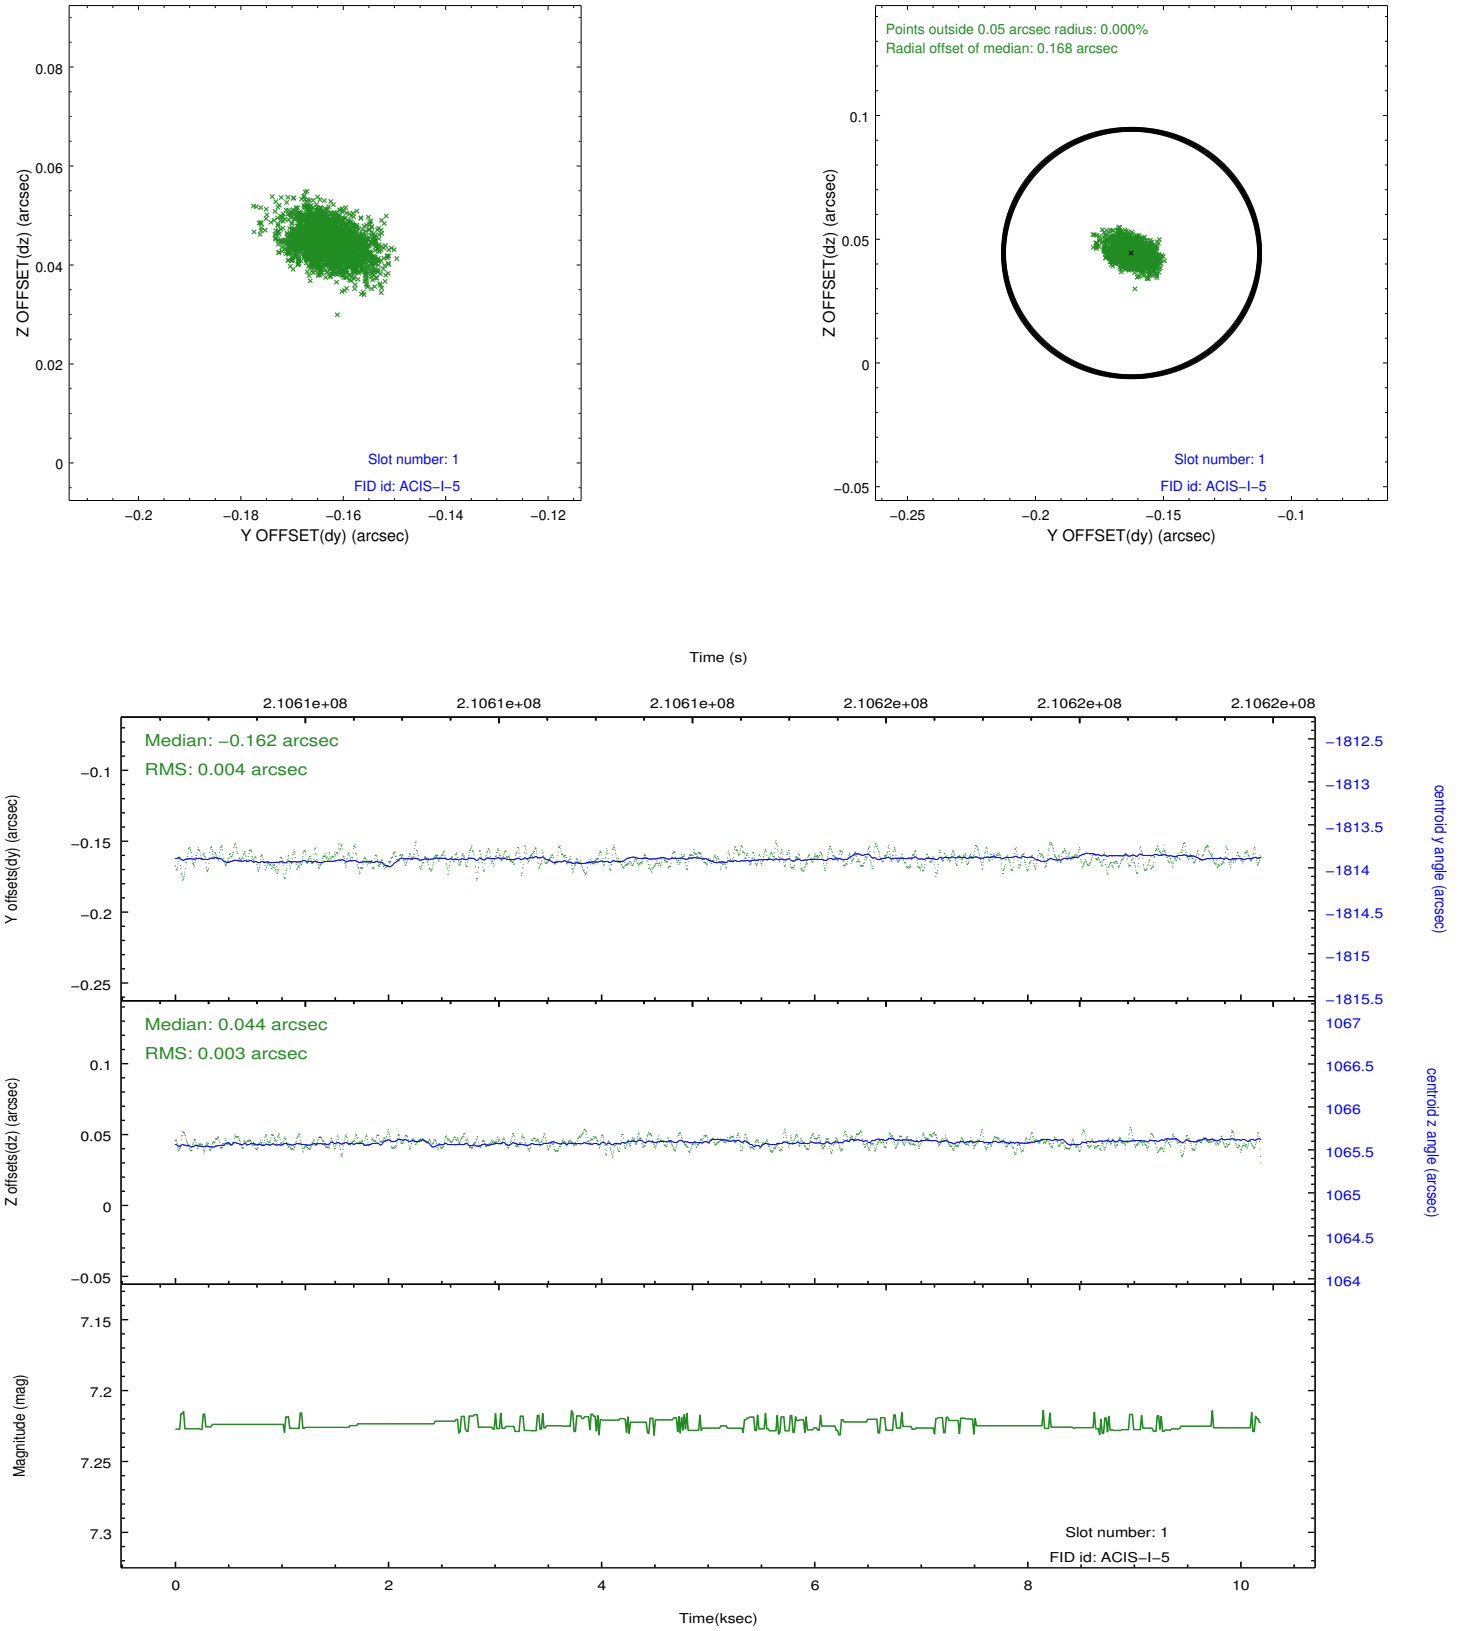 0.08
0.06
0.04
0.02
0
Z OFFSET(dz) (arcsec)
Slot number: 1
FID id: ACIS−I−5
−0.2
−0.18
−0.16
−0.14
−0.12
Y OFFSET(dy) (arcsec)
Points outside 0.05 arcsec radius: 0.000%
Radial offset of median: 0.168 arcsec
0.1
0.05
0
−0.05
Z OFFSET(dz) (arcsec)
Slot number: 1
FID id: ACIS−I−5
−0.25
−0.2
−0.15
−0.1
Y OFFSET(dy) (arcsec)
Time (s)
2.1061e+08
2.1061e+08
2.1061e+08
2.1062e+08
2.1062e+08
2.1062e+08
Median: −0.162 arcsec
RMS: 0.004 arcsec
−0.1
−0.15
−0.2
−0.25
Y offsets(dy) (arcsec)
−1812.5
−1813
−1813.5
−1814
−1814.5
−1815
−1815.5
centroid y angle (arcsec)
Median: 0.044 arcsec
RMS: 0.003 arcsec
0.1
0.05
0
−0.05
Z offsets(dz) (arcsec)
1067
1066.5
1066
1065.5
1065
1064.5
1064
centroid z angle (arcsec)
7.15
7.2
7.25
7.3
Magnitude (mag)
Slot number: 1
FID id: ACIS−I−5
0
2
4
6
8
10
Time(ksec)